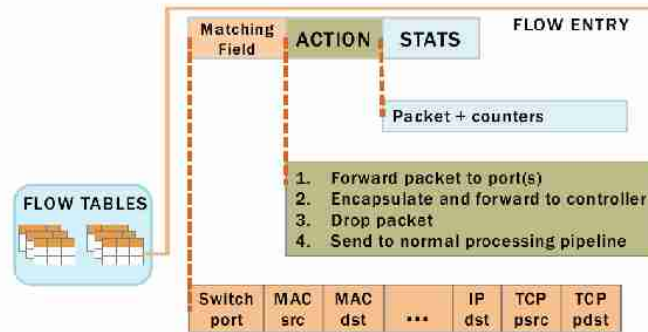 FLOW ENTRY
Matching
Field
ACTION
STATS
Packet + counters
1. Forward packet to port(s)
2. Encapsulate and forward to controller
3. Drop packet
4. Send to normal processing pipeline
FLOW TABLES
Switch port
MAC src
MAC dst
...
IP dst
TCP psrc
TCP pdst